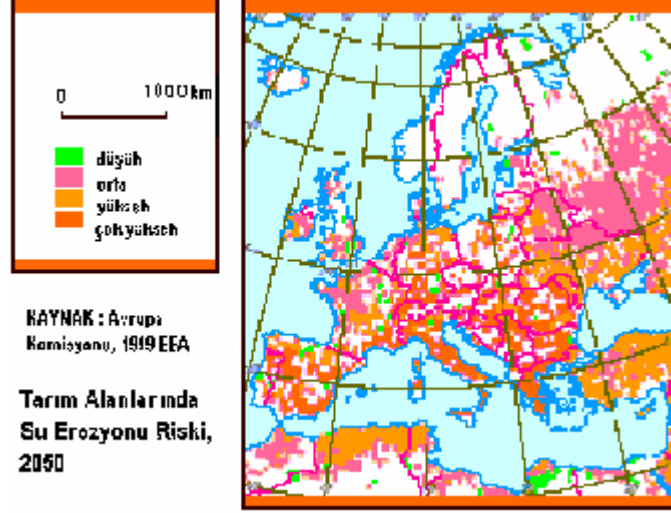 0 1000 km
düşük
orta
yüksek
çok yüksek
KAYNAK : Avrupa
Komisyonu, 1999 EEA
Tarım Alanlarında
Su Erozyonu Riski,
2050